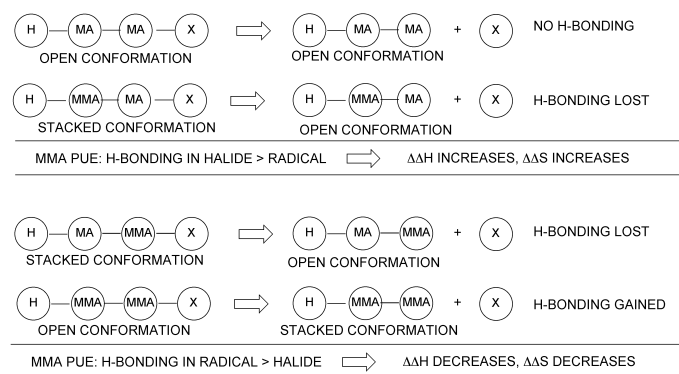 H MA MA X H MA MA + X NO H-BONDING
OPEN CONFORMATION OPEN CONFORMATION
H MMA MA X H MMA MA + X H-BONDING LOST
STACKED CONFORMATION OPEN CONFORMATION
MMA PUE: H-BONDING IN HALIDE > RADICAL ΔΔH INCREASES, ΔΔS INCREASES
H MA MMA X H MA MMA + X H-BONDING LOST
STACKED CONFORMATION OPEN CONFORMATION
H MMA MMA X H MMA MMA + X H-BONDING GAINED
OPEN CONFORMATION STACKED CONFORMATION
MMA PUE: H-BONDING IN RADICAL > HALIDE ΔΔH DECREASES, ΔΔS DECREASES